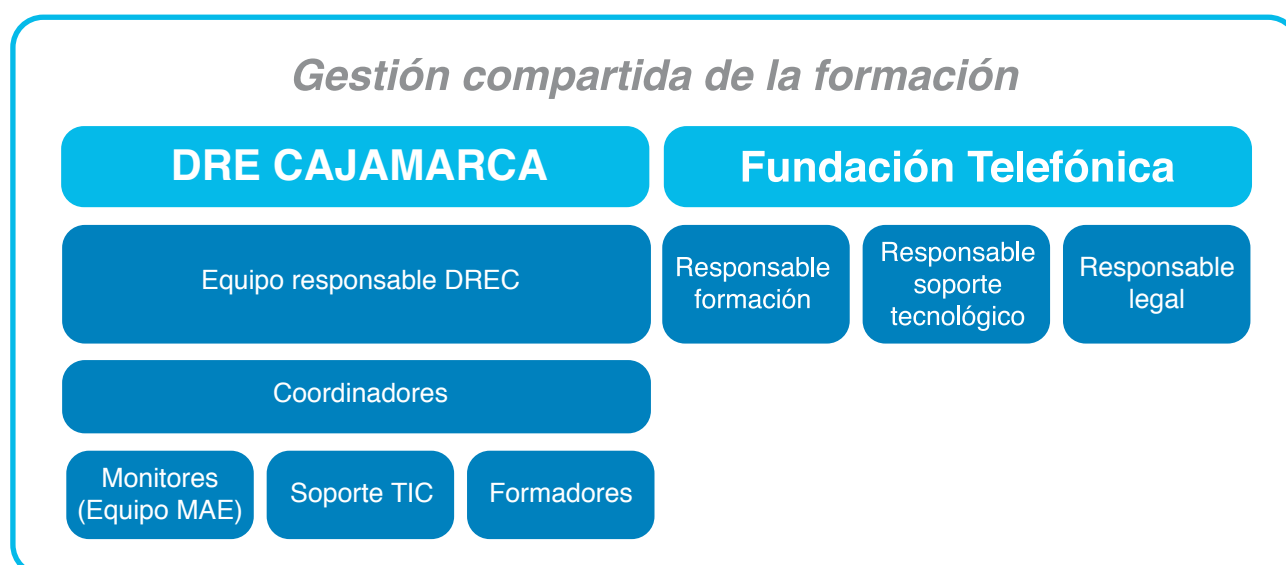 Gestión compartida de la formación
DRE CAJAMARCA
Fundación Telefónica
Equipo responsable DREC
Responsable
formación
Responsable
soporte
tecnológico
Responsable
legal
Coordinadores
Monitores
(Equipo MAE)
Soporte TIC
Formadores